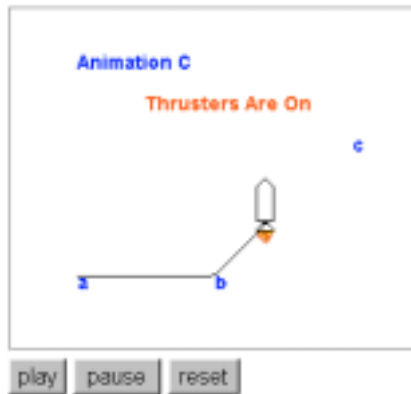 Animation C
Thrusters Are On
c
a
b
play pause reset